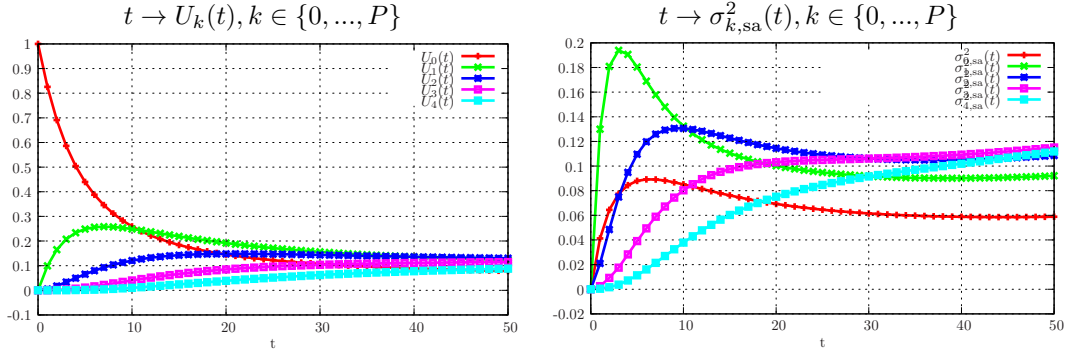 t → U_k(t), k ∈ {0, ..., P}
1
0.9
0.8
0.7
0.6
0.5
0.4
0.3
0.2
0.1
0
-0.1
0 10 20 30 40 50
t
U_0(t)
U_1(t)
U_2(t)
U_3(t)
U_4(t)
t → σ²_{k,sa}(t), k ∈ {0, ..., P}
0.2
0.18
0.16
0.14
0.12
0.1
0.08
0.06
0.04
0.02
0
-0.02
0 10 20 30 40 50
t
σ²_{0,sa}(t)
σ²_{1,sa}(t)
σ²_{2,sa}(t)
σ²_{3,sa}(t)
σ²_{4,sa}(t)